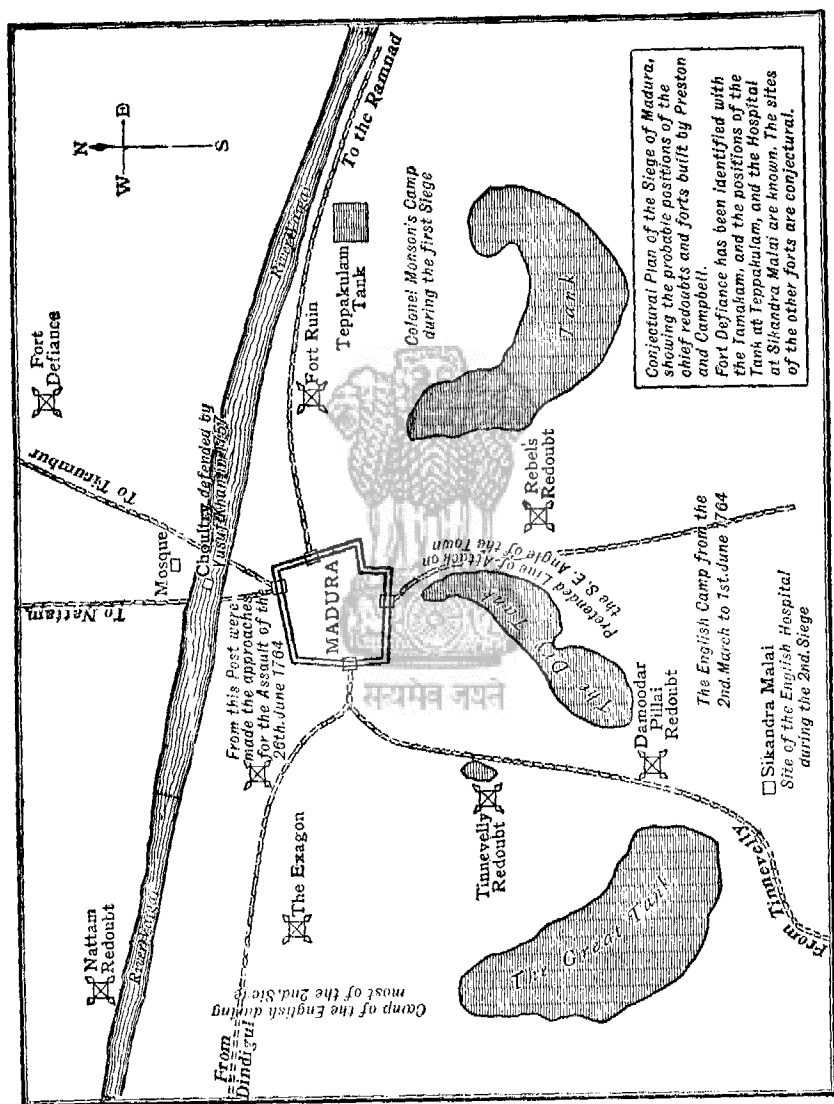 N
W E
S
Fort
Defiance
Nattam
Redoubt
To Tirumbur
To Nattam
Mosque
Choultry defended by
River Vaigai
River Vaigai
To the Ramnad
From this Post were
made the approaches
for the Assault of the
26th. June 1764
MADURA
Fort Ruin
Teppakulam
Tank
Colonel Monson's Camp
during the first Siege
The Exagon
Camp of the English during
most of the 2nd. Siege
From
Dindigul
सत्यमेव जयते
Tinnevelly
Redoubt
The Great Tank
The Tank
Pretended Line of Attack on
the S.E. Angle of the Town
Rebel's
Redoubt
Tank
Damoodar
Pillai
Redoubt
The English Camp from the
2nd. March to 1st. June 1764
Sikandra Malai
Site of the English Hospital
during the 2nd. Siege
From Tinnevelly
Conjectural Plan of the Siege of Madura,
showing the probable positions of the
chief redoubts and forts built by Preston
and Campbell.
Fort Defiance has been identified with
the Tamakam, and the positions of the
Tank at Teppakulam, and the Hospital
at Sikandra Malai are known. The sites
of the other forts are conjectural.